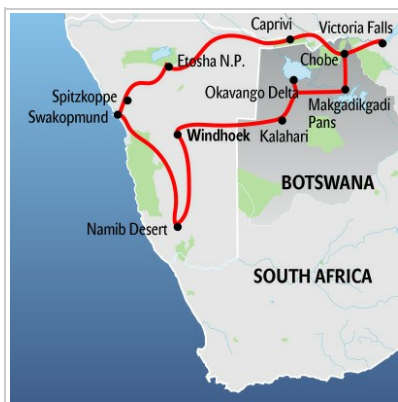 Caprivi
Victoria Falls
Etosha N.P.
Chobe
Spitzkoppe
Okavango Delta
Swakopmund
Makgadikgadi
Pans
Windhoek
Kalahari
BOTSWANA
Namib Desert
SOUTH AFRICA